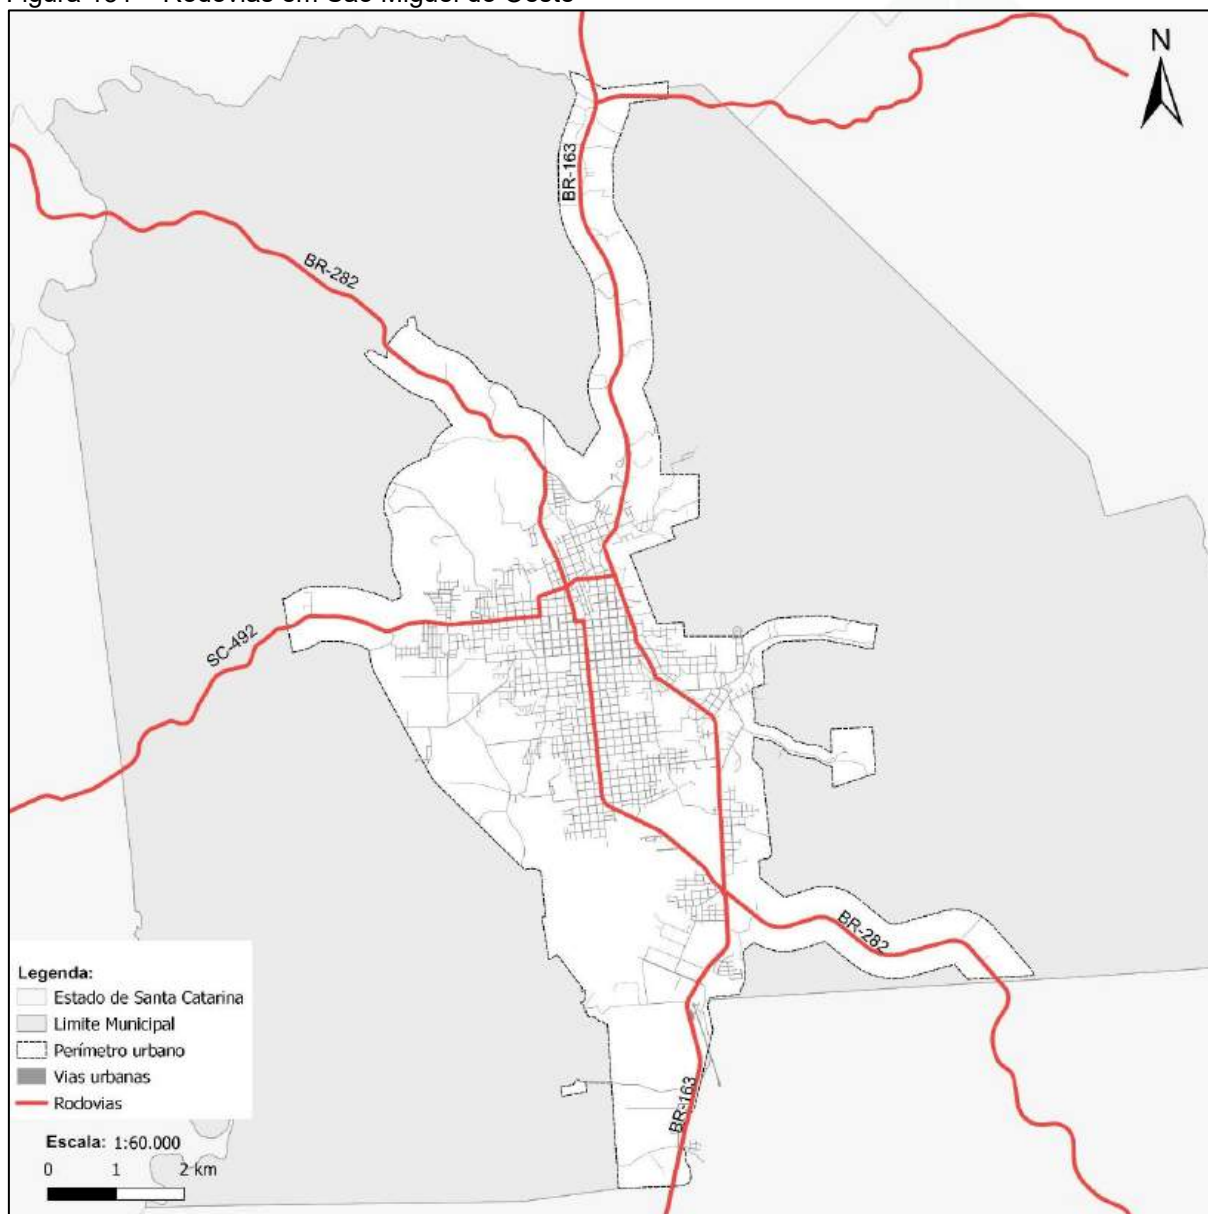 N
BR-163
BR-282
SC-492
BR-282
BR-163
Legenda:
Estado de Santa Catarina
Limite Municipal
Perímetro urbano
Vias urbanas
Rodovias
Escala: 1:60.000
0 1 2 km